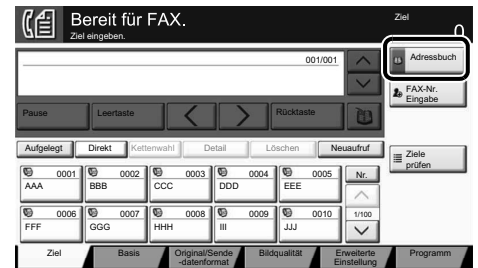 Bereit für FAX.
Ziel eingeben.
Ziel
0
001/001
Adressbuch
FAX-Nr.
Eingabe
Pause
Leertaste
Rücktaste
Aufgelegt
Direkt
Kettenwahl
Detail
Löschen
Neuaufruf
Ziele
prüfen
0001
AAA
0002
BBB
0003
CCC
0004
DDD
0005
EEE
Nr.
0006
FFF
0007
GGG
0008
HHH
0009
III
0010
JJJ
1/100
Ziel
Basis
Original/Sende
-datenformat
Bildqualität
Erweiterte
Einstellung
Programm